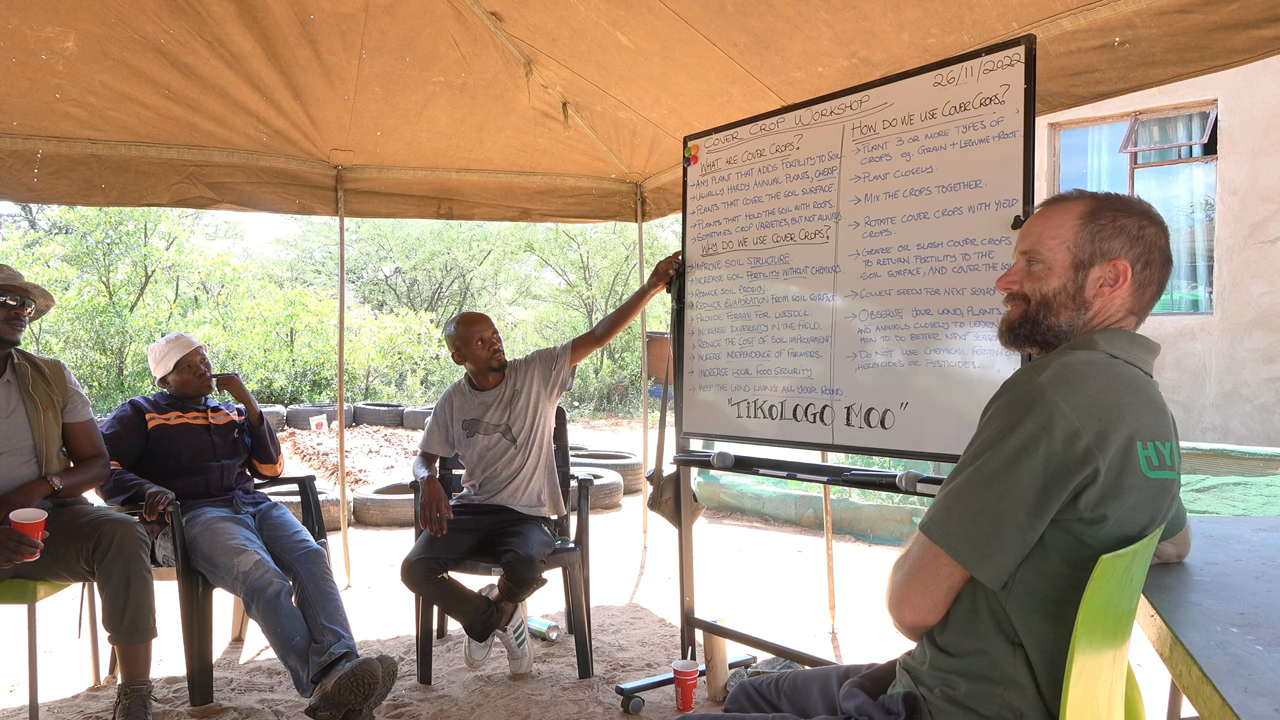 26/11/2022
COVER CROP WORKSHOP
WHAT ARE COVER CROPS?
→ ANY PLANT THAT ADDS FERTILITY TO SOIL.
→ USUALLY HARDY ANNUAL PLANTS, CHEAP
→ PLANTS THAT COVER THE SOIL SURFACE.
→ PLANTS THAT HOLD THE SOIL WITH ROOTS.
→ SOMETIMES CROP VARIETIES, BUT NOT ALWAYS
WHY DO WE USE COVER CROPS?
→ IMPROVE SOIL STRUCTURE
→ INCREASE SOIL FERTILITY WITHOUT CHEMICALS.
→ REDUCE SOIL EROSION.
→ REDUCE EVAPORATION FROM SOIL SURFACE.
→ PROVIDE FORAGE FOR LIVESTOCK.
→ INCREASE DIVERSITY IN THE FIELD.
→ REDUCE THE COST OF SOIL IMPROVEMENT
→ INCREASE INDEPENDENCE OF FARMERS.
→ INCREASE LOCAL FOOD SECURITY
→ KEEP THE LAND LIVING ALL YEAR ROUND.
HOW DO WE USE COVER CROPS?
→ PLANT 3 OR MORE TYPES OF
CROPS eg. GRAIN + LEGUME + ROOT.
→ PLANT CLOSELY.
→ MIX THE CROPS TOGETHER.
→ ROTATE COVER CROPS WITH YIELD
CROPS.
→ GRAZE OR SLASH COVER CROPS
TO RETURN FERTILITY TO THE
SOIL SURFACE, AND COVER THE
→ COLLECT SEEDS FOR NEXT
→ OBSERVE YOUR LAND, PLANTS
AND ANIMALS CLOSELY TO LEARN
HOW TO DO BETTER NEXT SEASON
→ DO NOT USE CHEMICAL
HERBICIDES OR PESTICIDES.
"TIKOLOGO MOO"
HY